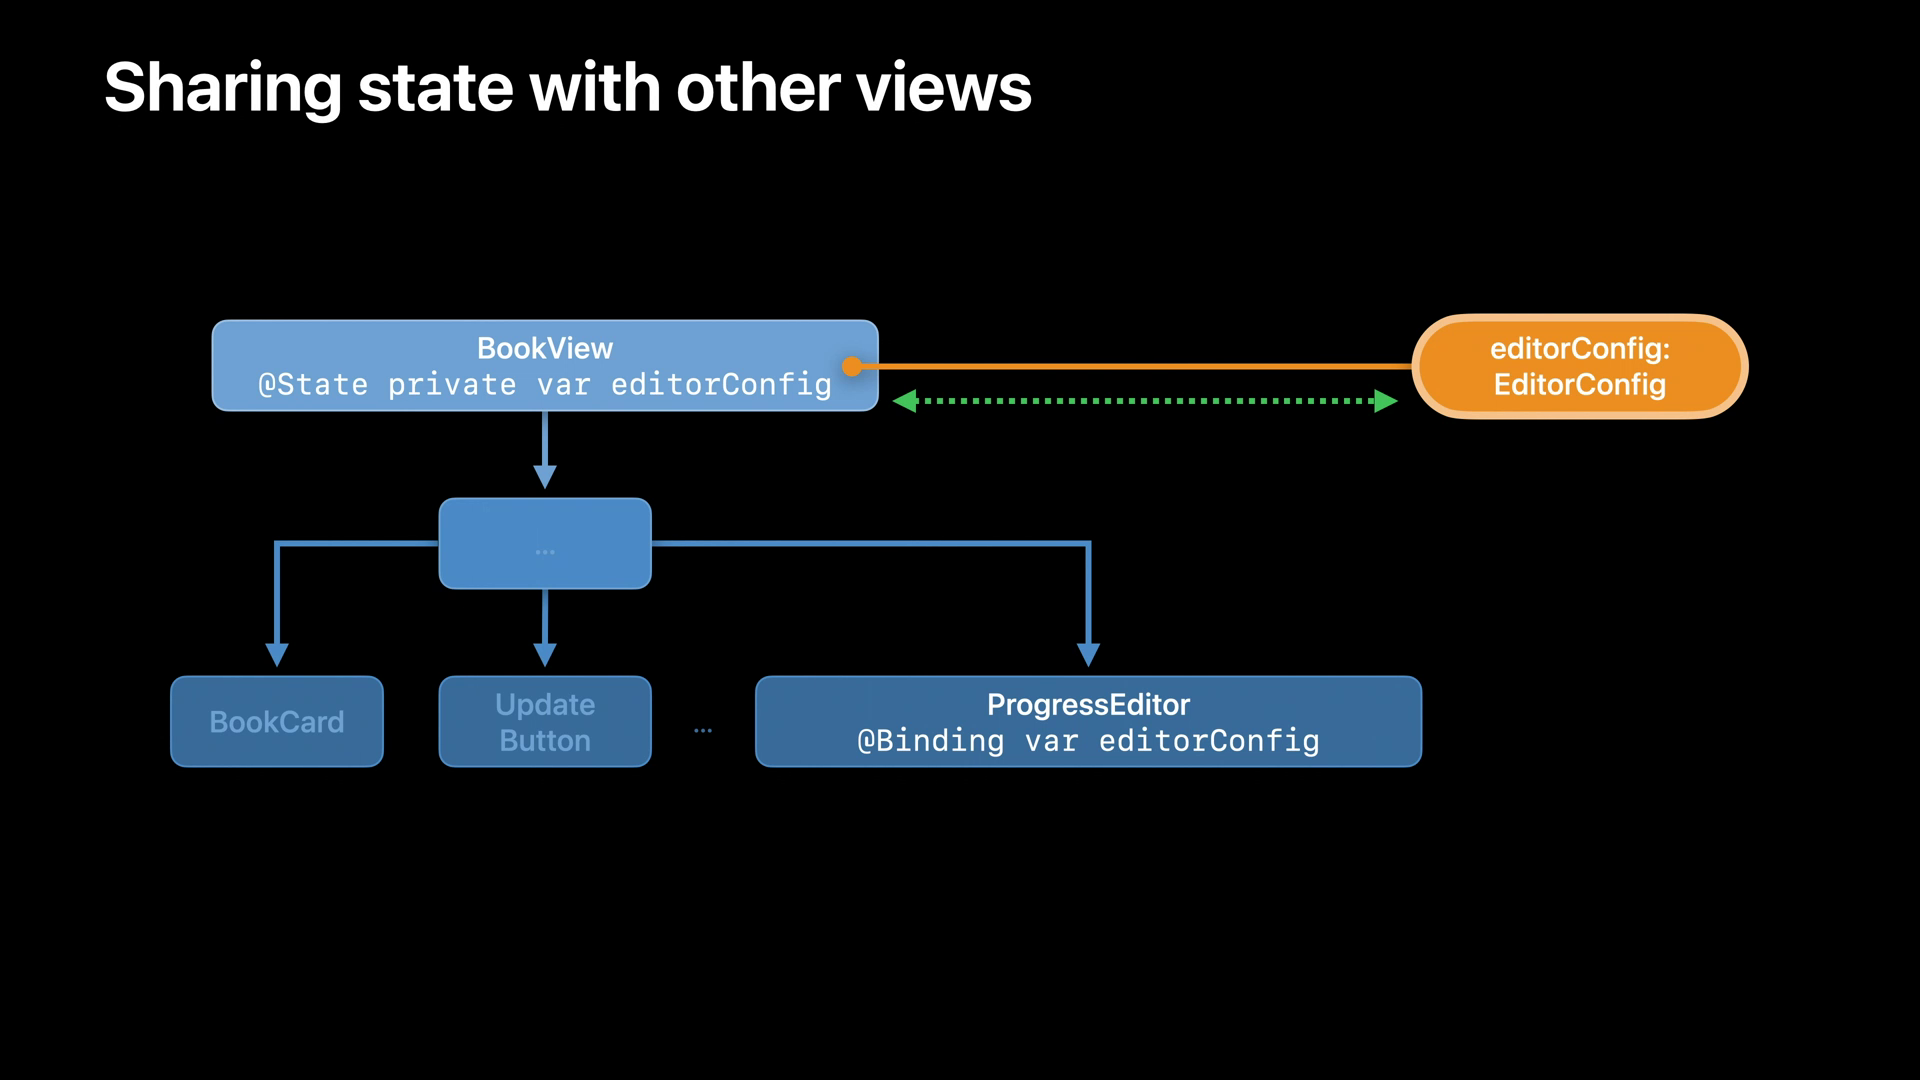 Sharing state with other views
BookView
@State private var editorConfig
editorConfig:
EditorConfig
...
BookCard
Update
Button
...
ProgressEditor
@Binding var editorConfig